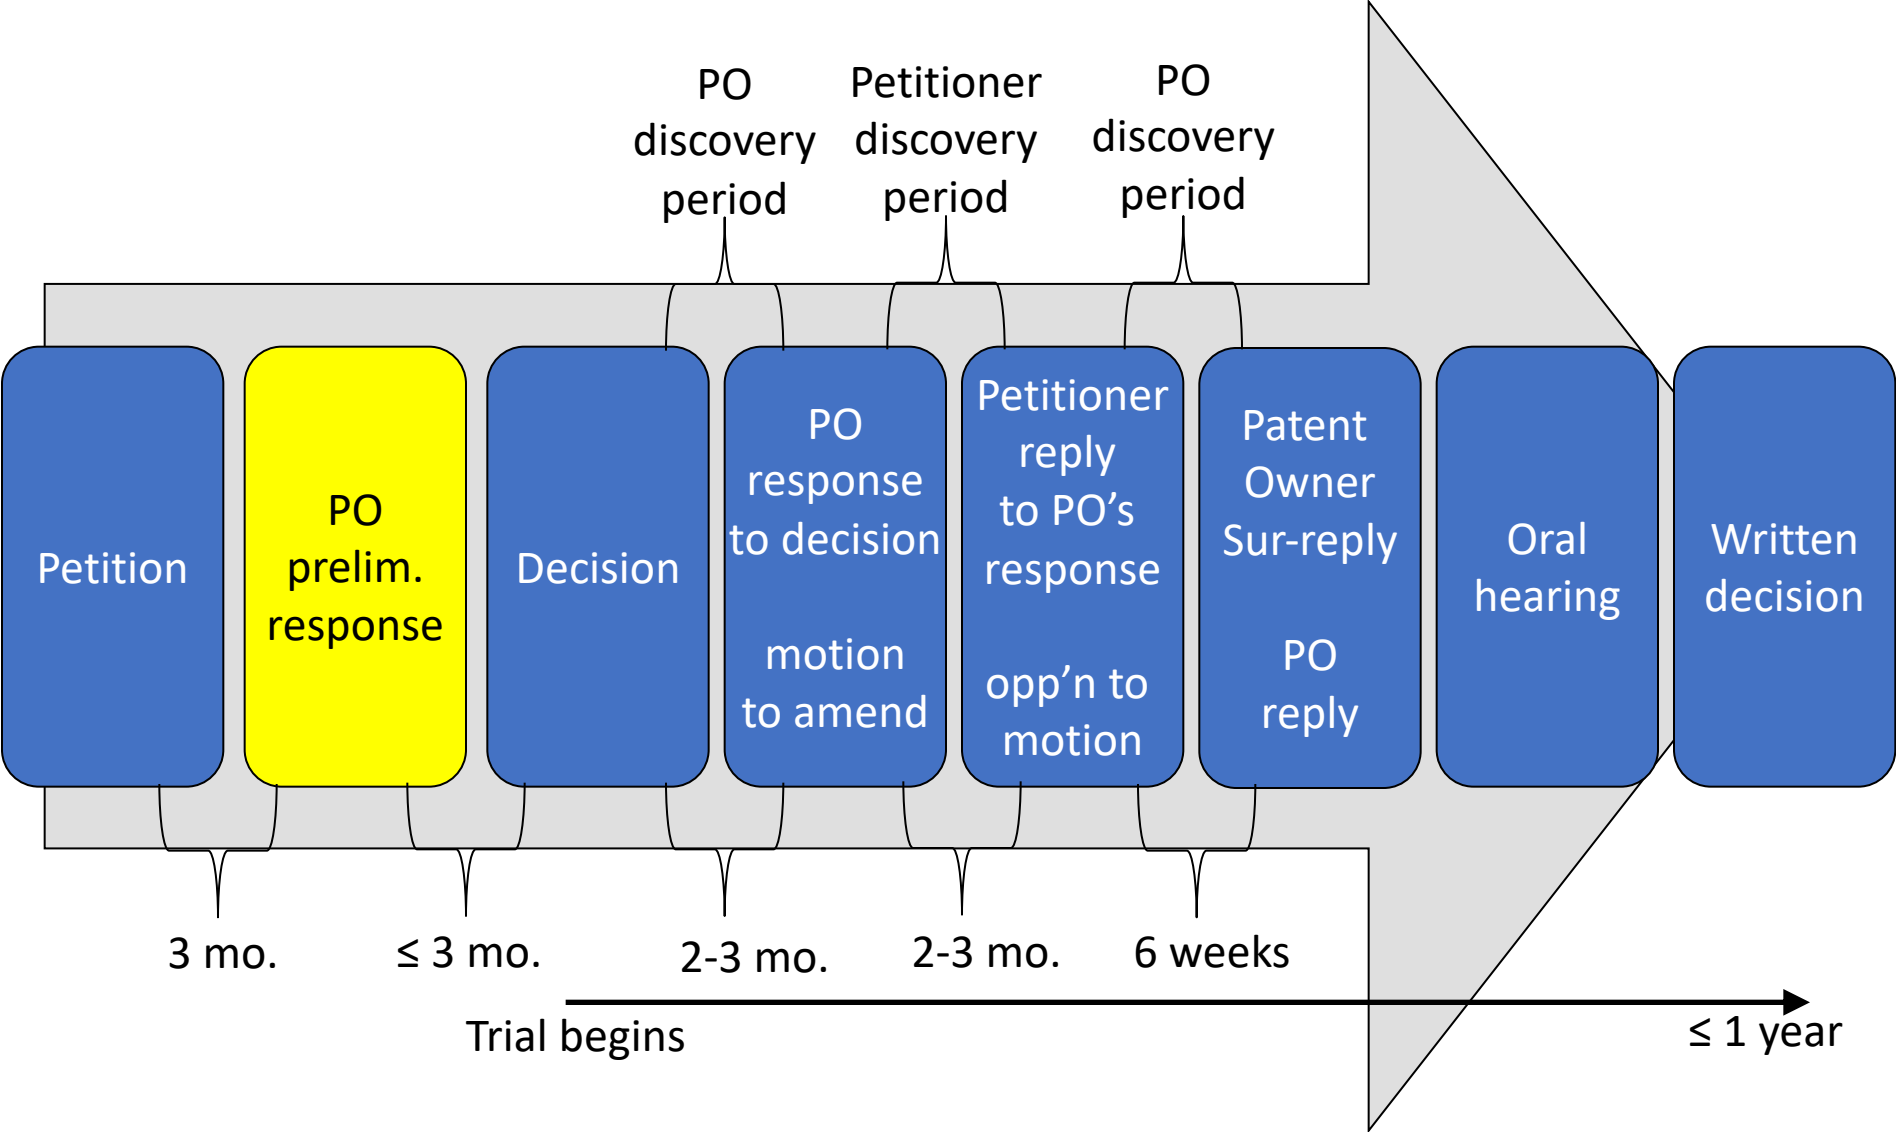 PO
discovery
period
Petitioner
discovery
period
PO
discovery
period
Petition
PO
prelim.
response
Decision
PO
response
to decision
motion
to amend
Petitioner
reply
to PO’s
response
opp’n to
motion
Patent
Owner
Sur-reply
PO
reply
Oral
hearing
Written
decision
3 mo.
≤ 3 mo.
2-3 mo.
2-3 mo.
6 weeks
Trial begins
≤ 1 year